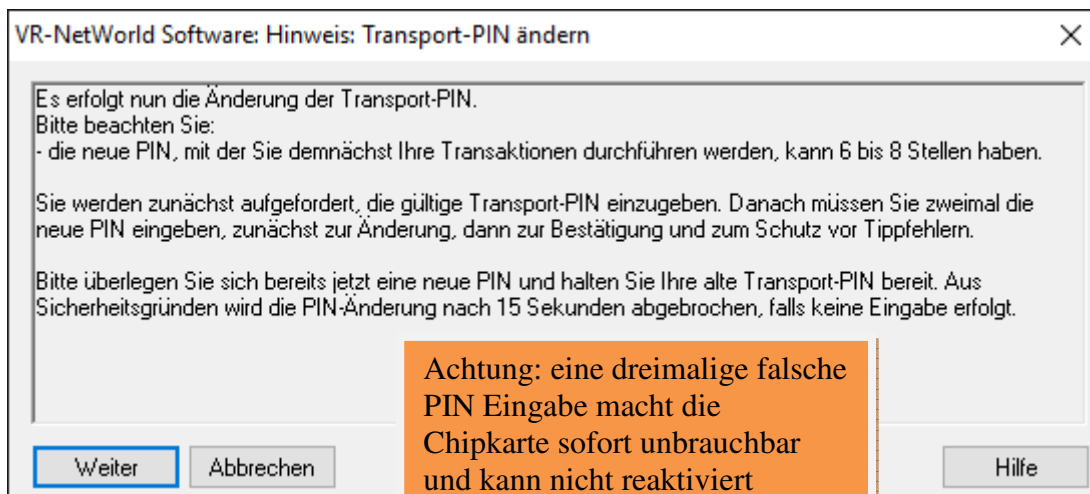 VR-NetWorld Software: Hinweis: Transport-PIN ändern
Es erfolgt nun die Änderung der Transport-PIN.
Bitte beachten Sie:
- die neue PIN, mit der Sie demnächst Ihre Transaktionen durchführen werden, kann 6 bis 8 Stellen haben.
Sie werden zunächst aufgefordert, die gültige Transport-PIN einzugeben. Danach müssen Sie zweimal die
neue PIN eingeben, zunächst zur Änderung, dann zur Bestätigung und zum Schutz vor Tippfehlern.
Bitte überlegen Sie sich bereits jetzt eine neue PIN und halten Sie Ihre alte Transport-PIN bereit. Aus
Sicherheitsgründen wird die PIN-Änderung nach 15 Sekunden abgebrochen, falls keine Eingabe erfolgt.
Achtung: eine dreimalige falsche
PIN Eingabe macht die
Chipkarte sofort unbrauchbar
und kann nicht reaktiviert
Weiter
Abbrechen
Hilfe